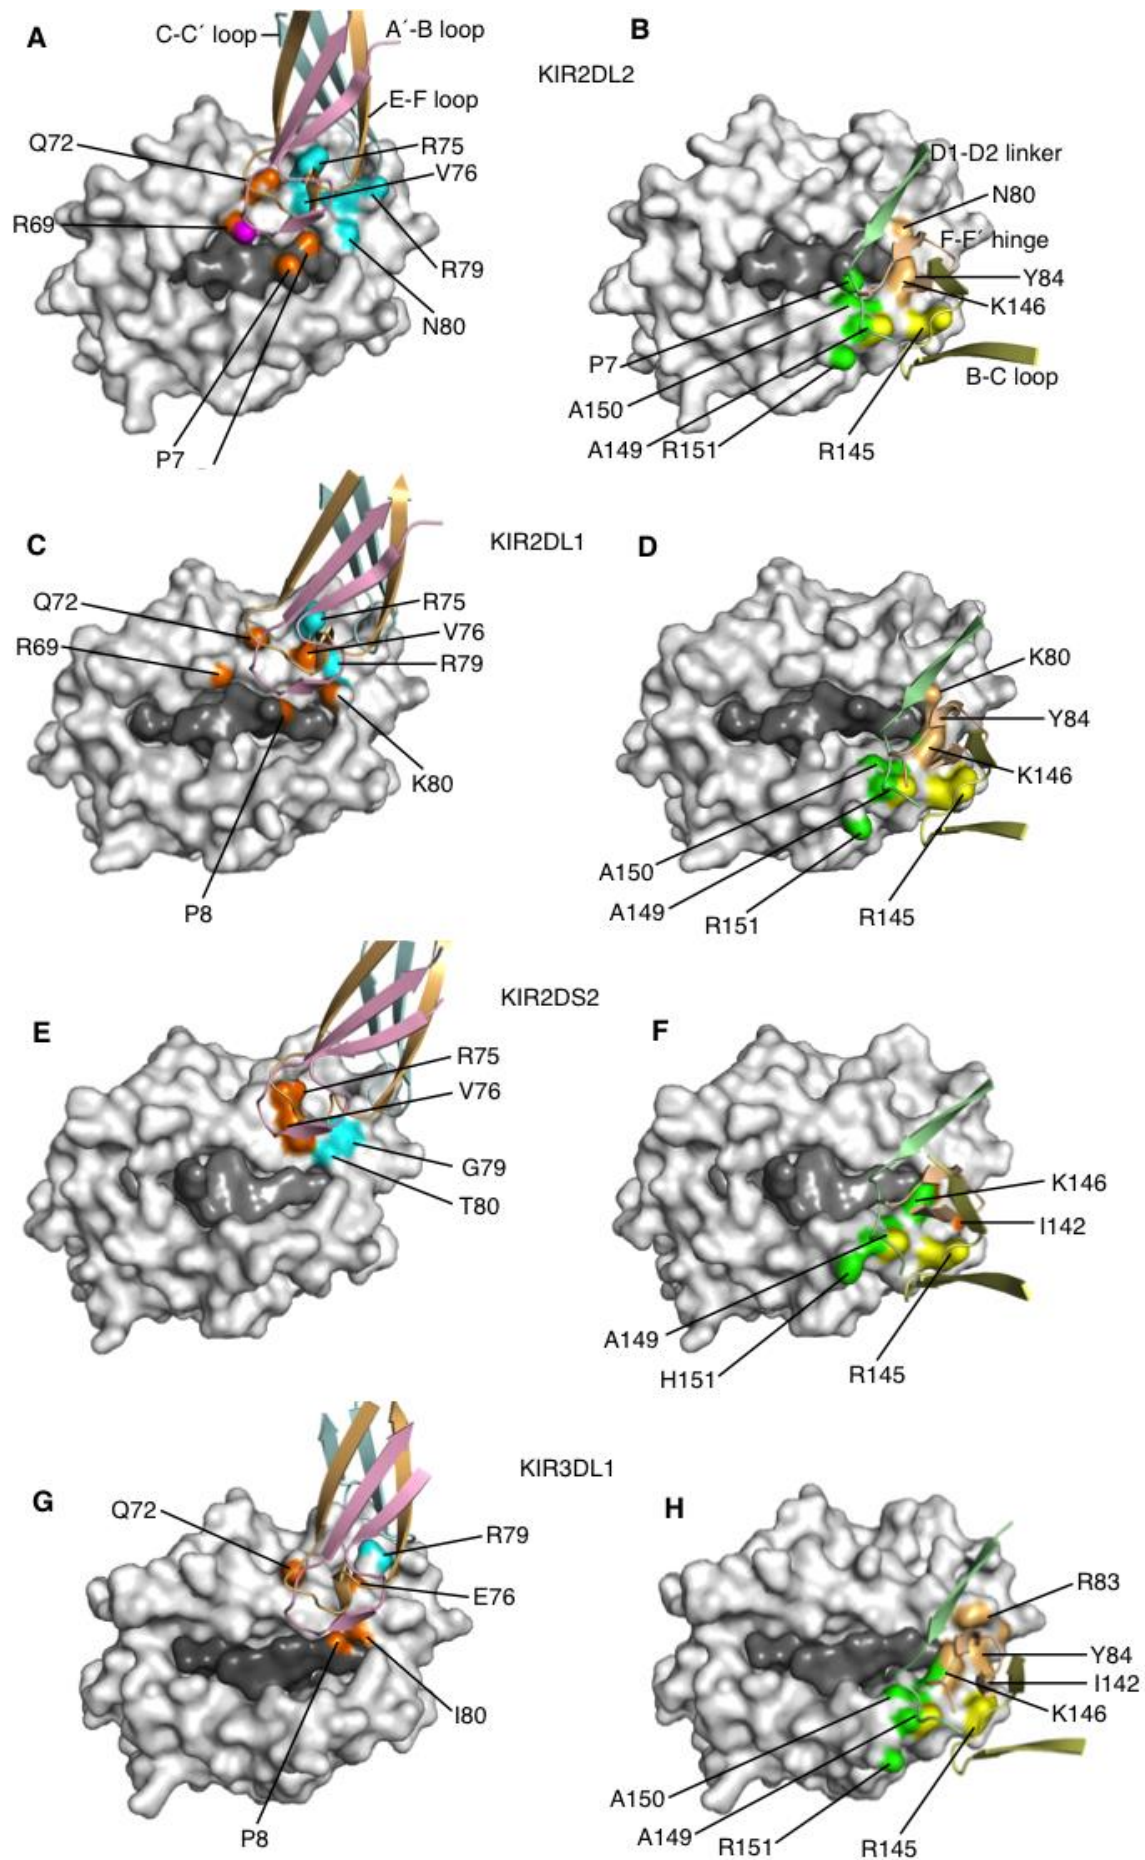 A
C-C´ loop
A´-B loop
B
KIR2DL2
E-F loop
Q72
R75
V76
R69
R79
N80
P7
D1-D2 linker
N80
F-F´ hinge
Y84
K146
P7
B-C loop
A150
A149
R151
R145
C
KIR2DL1
D
Q72
R75
V76
R69
R79
K80
P8
K80
Y84
K146
A150
A149
R151
R145
E
KIR2DS2
F
R75
V76
G79
T80
K146
I142
A149
H151
R145
G
KIR3DL1
H
Q72
R79
E76
I80
P8
R83
Y84
I142
K146
A150
A149
R151
R145